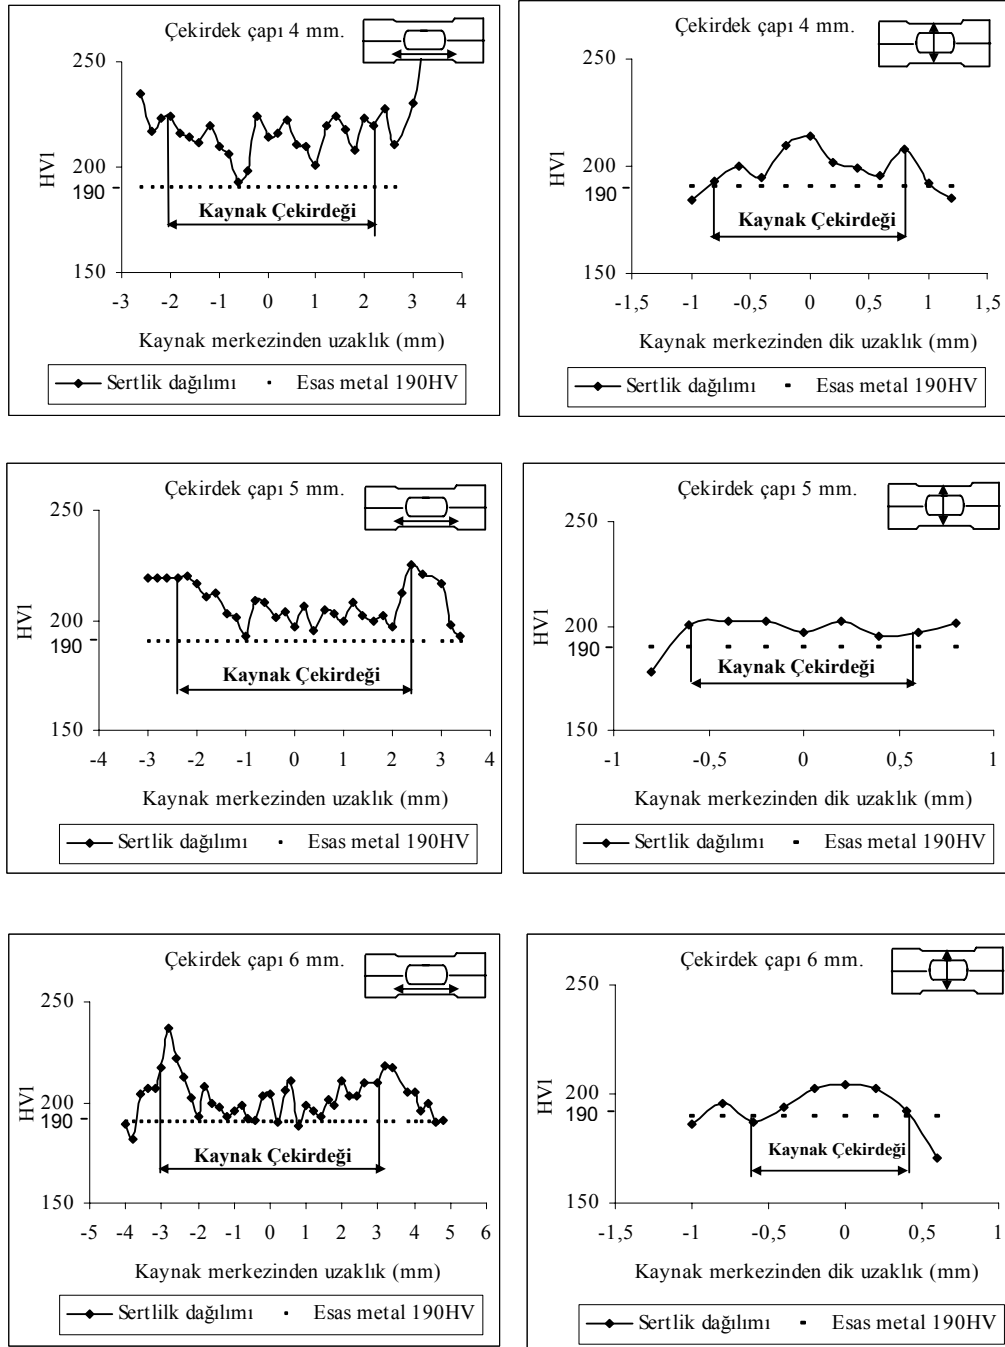 Çekirdek çapı 4 mm.
250
200
190
150
HV1
Kaynak Çekirdeği
-3 -2 -1 0 1 2 3 4
Kaynak merkezinden uzaklık (mm)
Sertlik dağılımı Esas metal 190HV
Çekirdek çapı 4 mm.
250
200
190
150
HV1
Kaynak Çekirdeği
-1,5 -1 -0,5 0 0,5 1 1,5
Kaynak merkezinden dik uzaklık (mm)
Sertlik dağılımı Esas metal 190HV
Çekirdek çapı 5 mm.
250
200
190
150
HV1
Kaynak Çekirdeği
-4 -3 -2 -1 0 1 2 3 4
Kaynak merkezinden uzaklık (mm)
Sertlik dağılımı Esas metal 190HV
Çekirdek çapı 5 mm.
250
200
190
150
HV1
Kaynak Çekirdeği
-1 -0,5 0 0,5 1
Kaynak merkezinden dik uzaklık (mm)
Sertlik dağılımı Esas metal 190HV
Çekirdek çapı 6 mm.
250
200
190
150
HV1
Kaynak Çekirdeği
-5 -4 -3 -2 -1 0 1 2 3 4 5 6
Kaynak merkezinden uzaklık (mm)
Sertlilk dağılımı Esas metal 190HV
Çekirdek çapı 6 mm.
250
200
190
150
HV1
Kaynak Çekirdeği
-1,5 -1 -0,5 0 0,5 1
Kaynak merkezinden dik uzaklık (mm)
Sertlik dağılımı Esas metal 190HV